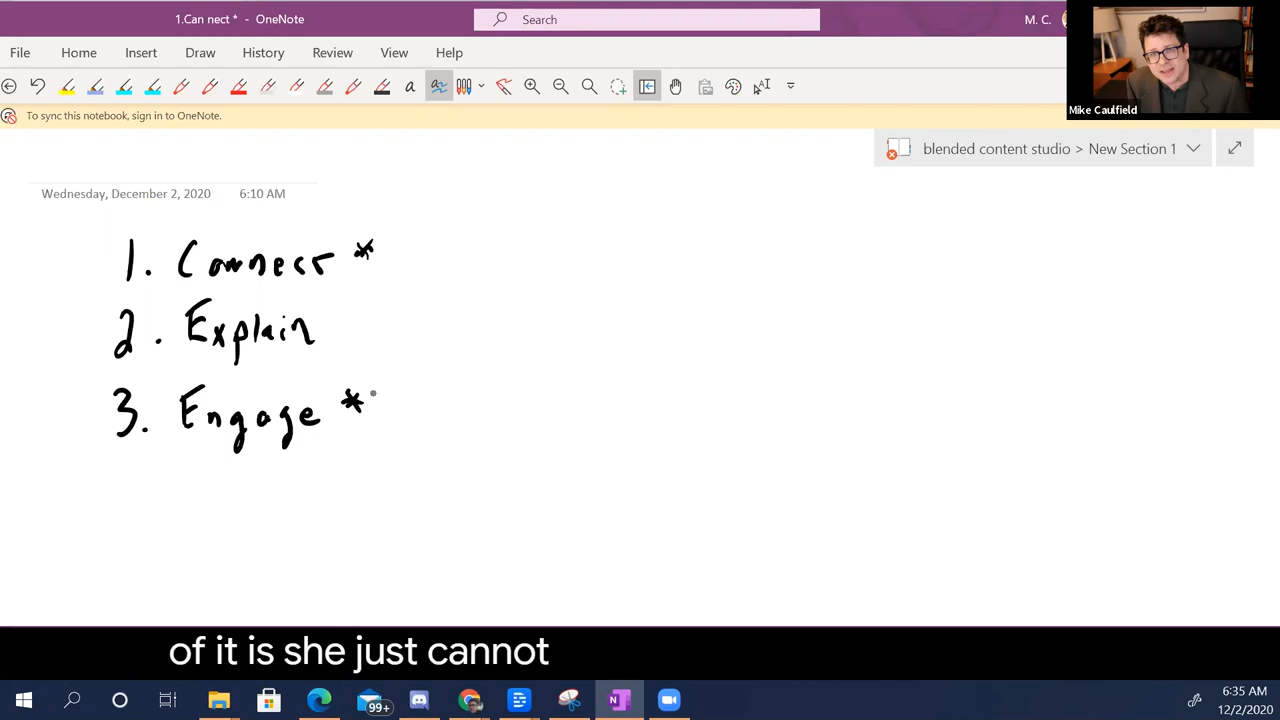 1.Can nect * - OneNote
Search
M. C.
File Home Insert Draw History Review View Help
To sync this notebook, sign in to OneNote.
Mike Caulfield
blended content studio > New Section 1
Wednesday, December 2, 2020 6:10 AM
1. Connect *
2. Explain
3. Engage *
of it is she just cannot
99+
6:35 AM
12/2/2020